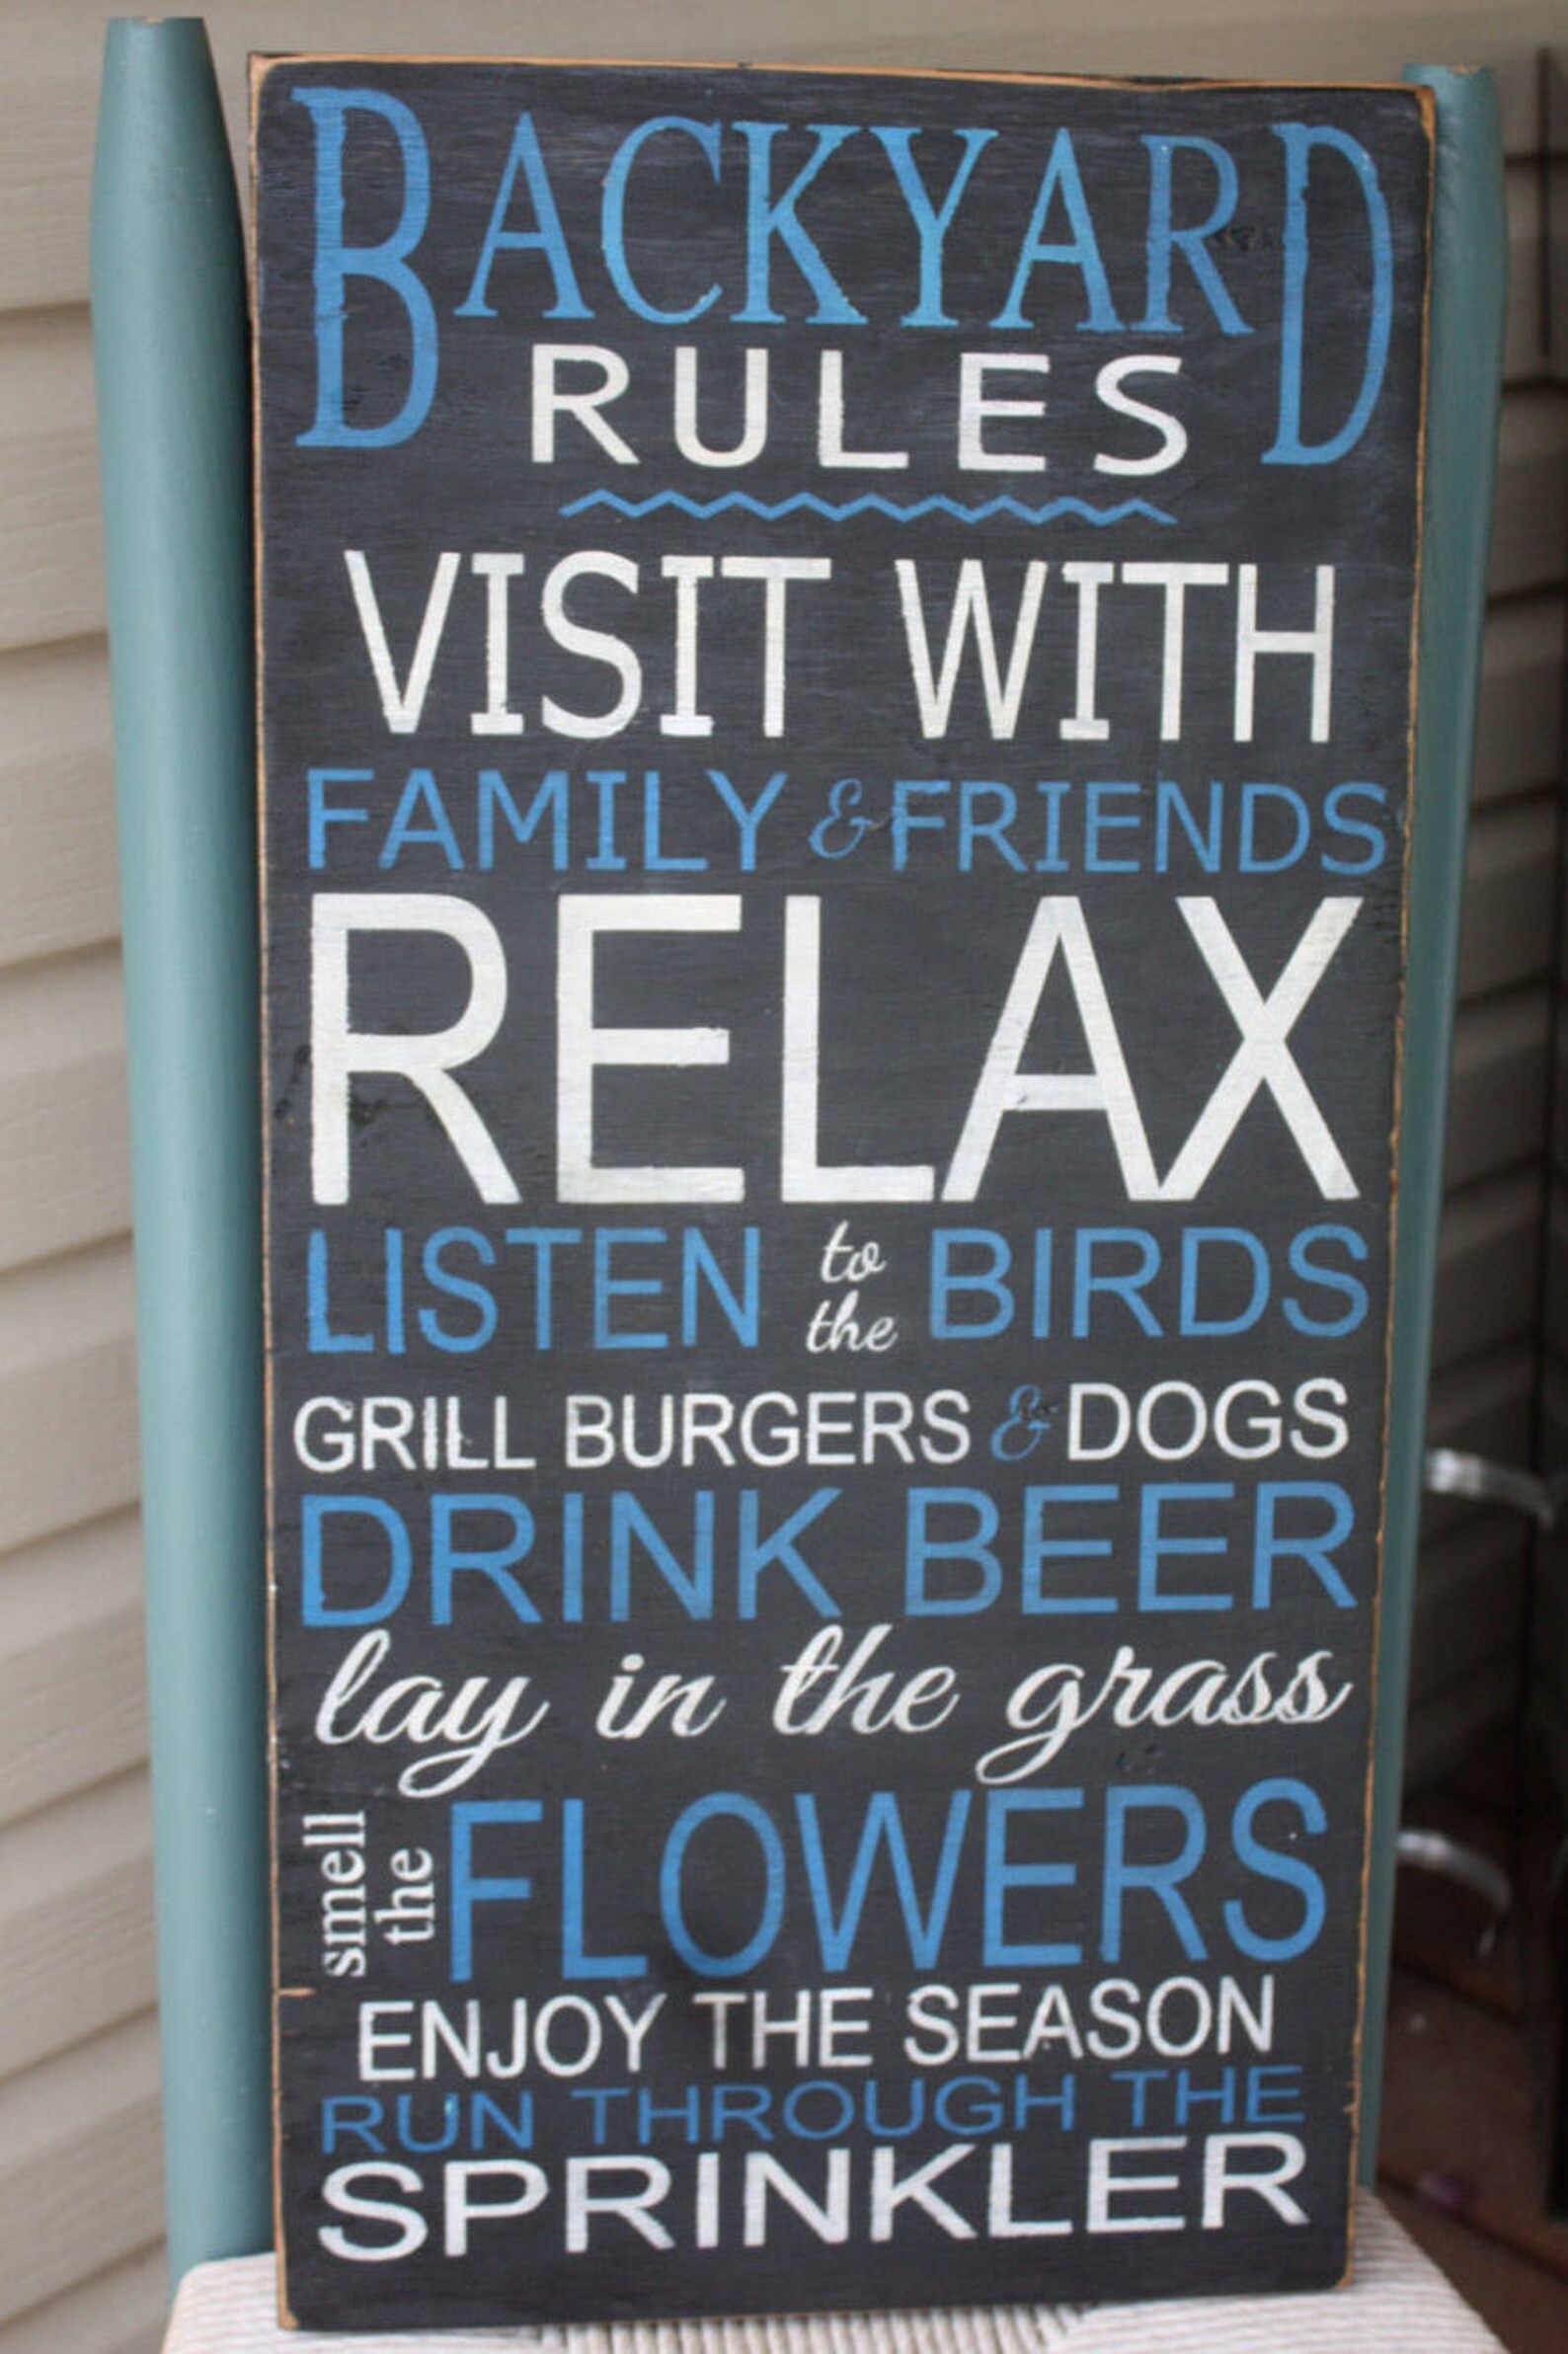 BACKYARD
RULES
VISIT WITH
FAMILY & FRIENDS
RELAX
LISTEN to the BIRDS
GRILL BURGERS & DOGS
DRINK BEER
lay in the grass
smell the FLOWERS
ENJOY THE SEASON
RUN THROUGH THE
SPRINKLER